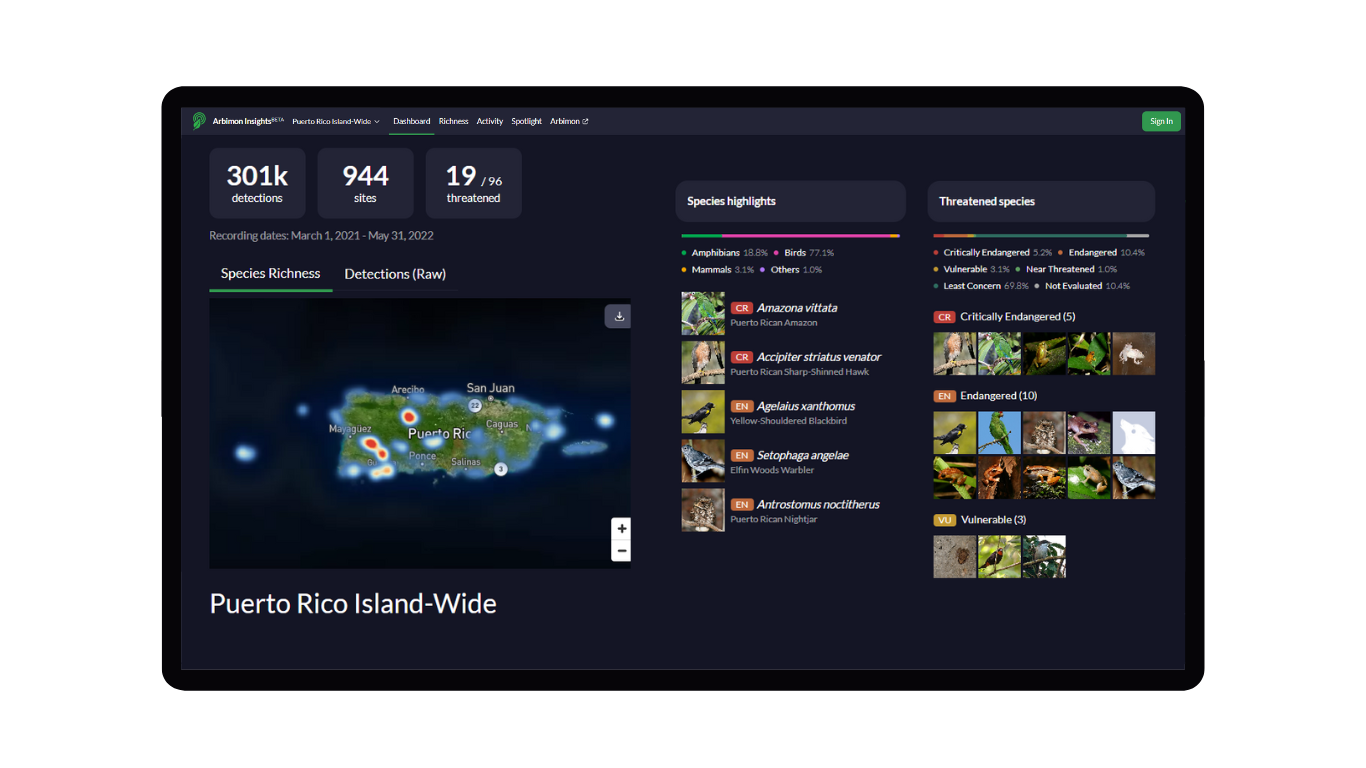 Arbimon Insights BETA Puerto Rico Island-Wide Dashboard Richness Activity Spotlight Arbimon Sign In
301k
detections
944
sites
19 / 96
threatened
Recording dates: March 1, 2021 - May 31, 2022
Species Richness Detections (Raw)
Arecibo
San Juan
22
Mayagüez
Puerto Ric
Caguas
Ponce
Salinas
3
+
−
Puerto Rico Island-Wide
Species highlights
Amphibians 18.8% Birds 77.1%
Mammals 3.1% Others 1.0%
CR Amazona vittata
Puerto Rican Amazon
CR Accipiter striatus venator
Puerto Rican Sharp-Shinned Hawk
EN Agelaius xanthomus
Yellow-Shouldered Blackbird
EN Setophaga angelae
Elfin Woods Warbler
EN Antrostomus noctitherus
Puerto Rican Nightjar
Threatened species
Critically Endangered 5.2% Endangered 10.4%
Vulnerable 3.1% Near Threatened 1.0%
Least Concern 69.8% Not Evaluated 10.4%
CR Critically Endangered (5)
EN Endangered (10)
VU Vulnerable (3)